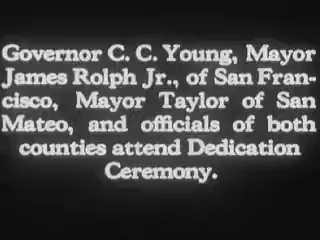 Governor C. C. Young, Mayor
James Rolph Jr., of San Fran-
cisco, Mayor Taylor of San
Mateo, and officials of both
counties attend Dedication
Ceremony.